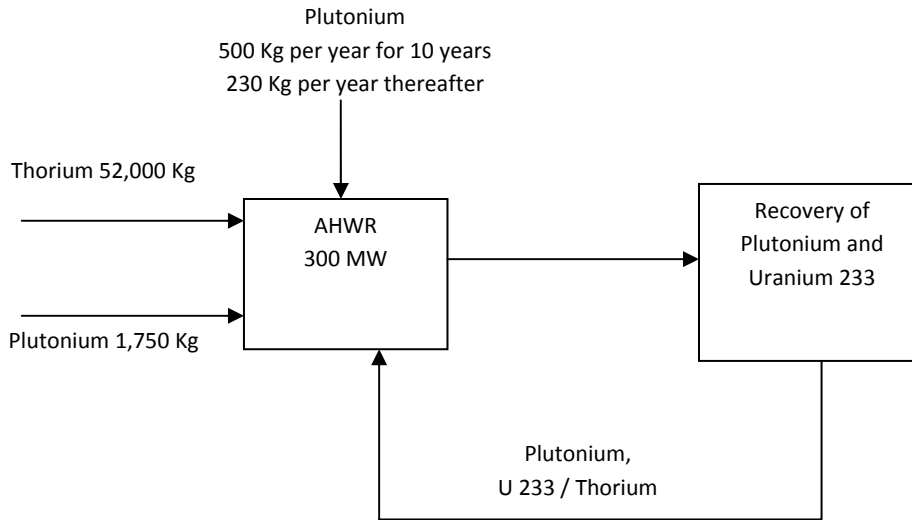 Plutonium
500 Kg per year for 10 years
230 Kg per year thereafter
Thorium 52,000 Kg
Plutonium 1,750 Kg
AHWR
300 MW
Recovery of
Plutonium and
Uranium 233
Plutonium,
U 233 / Thorium